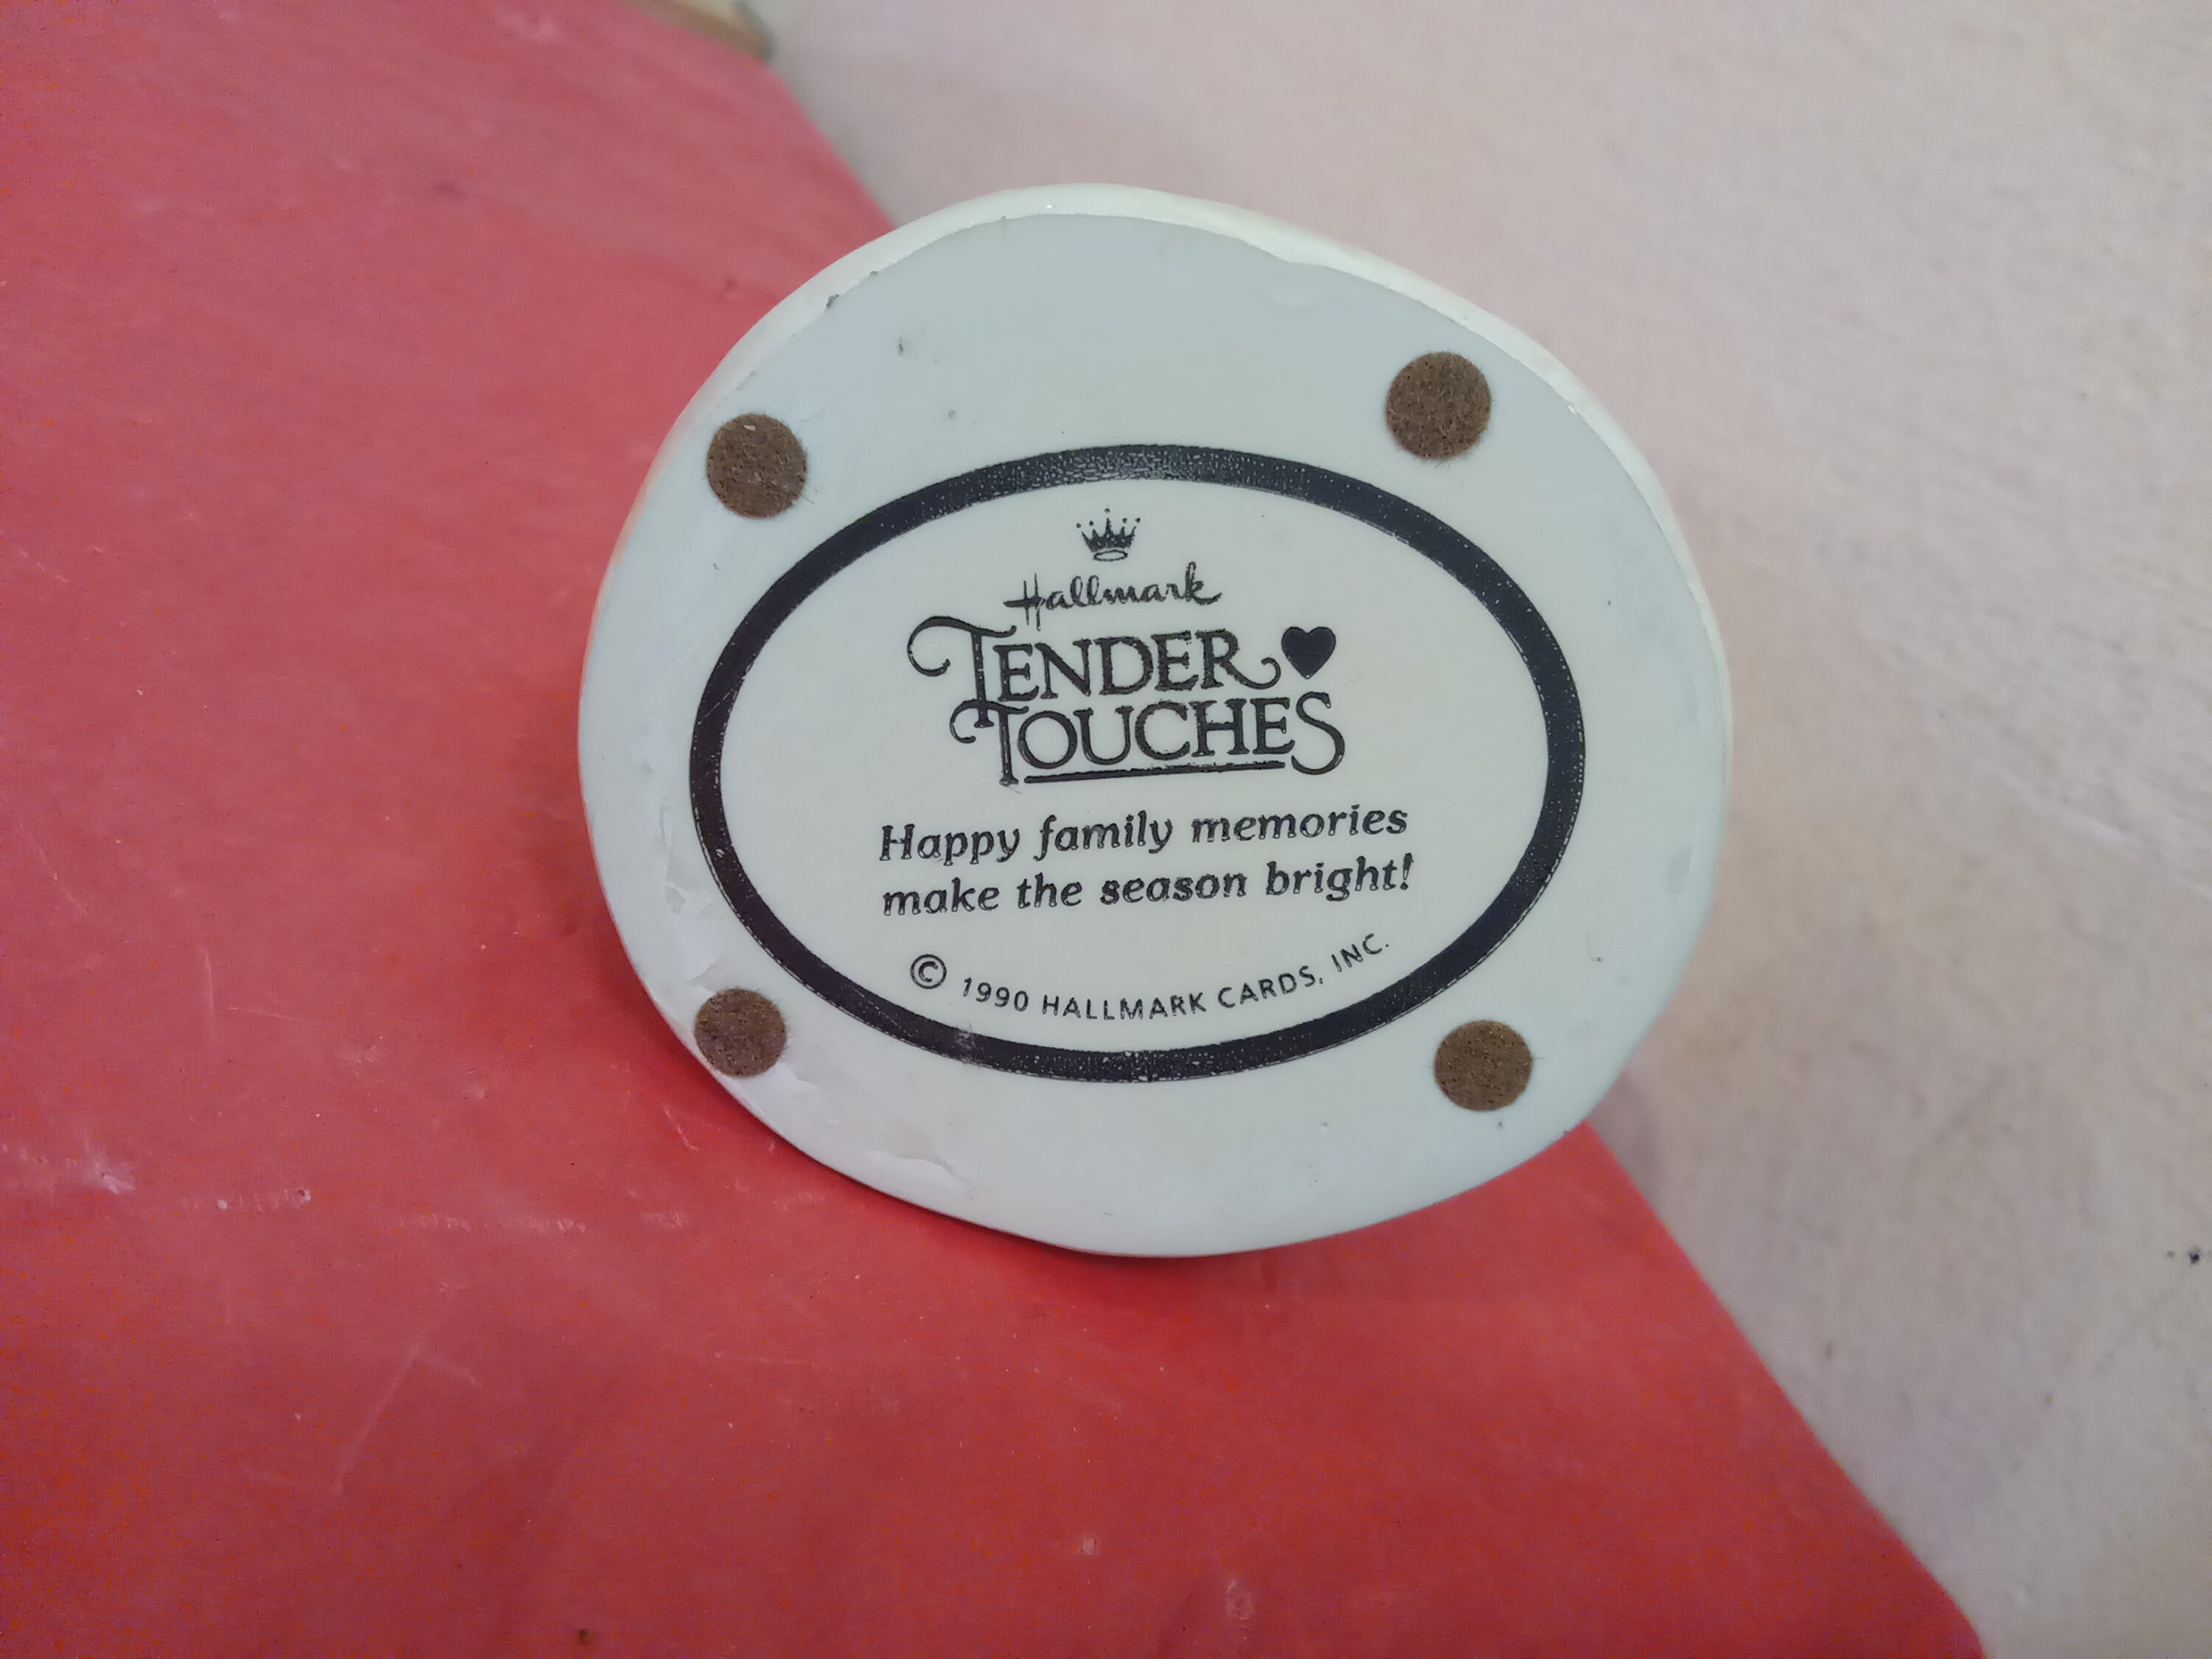 Hallmark
TENDER
TOUCHES
Happy family memories
make the season bright!
© 1990 HALLMARK CARDS, INC.